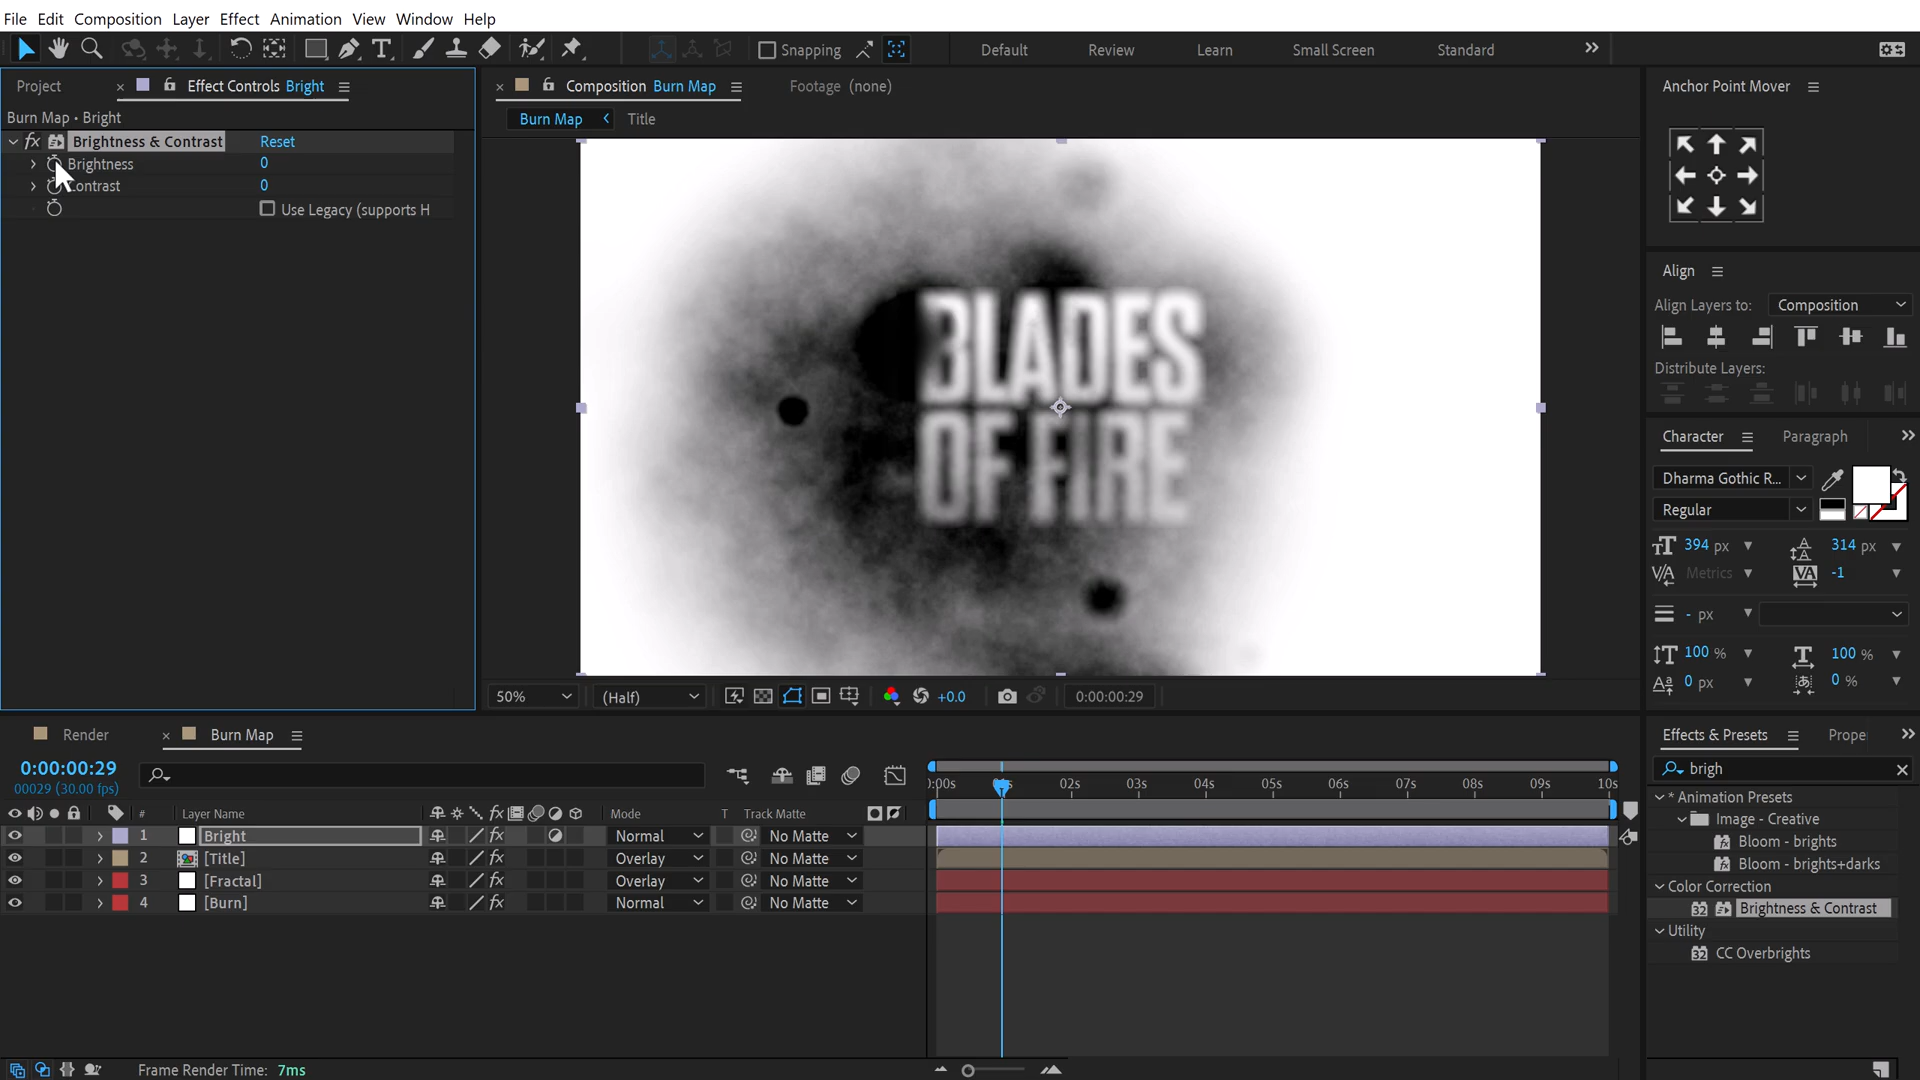 File Edit Composition Layer Effect Animation View Window Help
Snapping Default Review Learn Small Screen Standard
Project Effect Controls Bright
Burn Map • Bright
fx Brightness & Contrast Reset
Brightness 0
Contrast 0
Use Legacy (supports H
Composition Burn Map Footage (none)
Burn Map Title
BLADES
OF FIRE
50% (Half) +0.0 0:00:00:29
Anchor Point Mover
Align
Align Layers to: Composition
Distribute Layers:
Character Paragraph
Dharma Gothic R...
Regular
394 px 314 px
Metrics -1
- px
100 % 100 %
0 px 0 %
Render Burn Map
0:00:00:29
00029 (30.00 fps)
:00s 02s 03s 04s 05s 06s 07s 08s 09s 10s
# Layer Name Mode T Track Matte
1 Bright Normal No Matte
2 [Title] Overlay No Matte
3 [Fractal] Overlay No Matte
4 [Burn] Normal No Matte
Frame Render Time: 7ms
Effects & Presets Prope
brigh
* Animation Presets
Image - Creative
Bloom - brights
Bloom - brights+darks
Color Correction
32 Brightness & Contrast
Utility
32 CC Overbrights